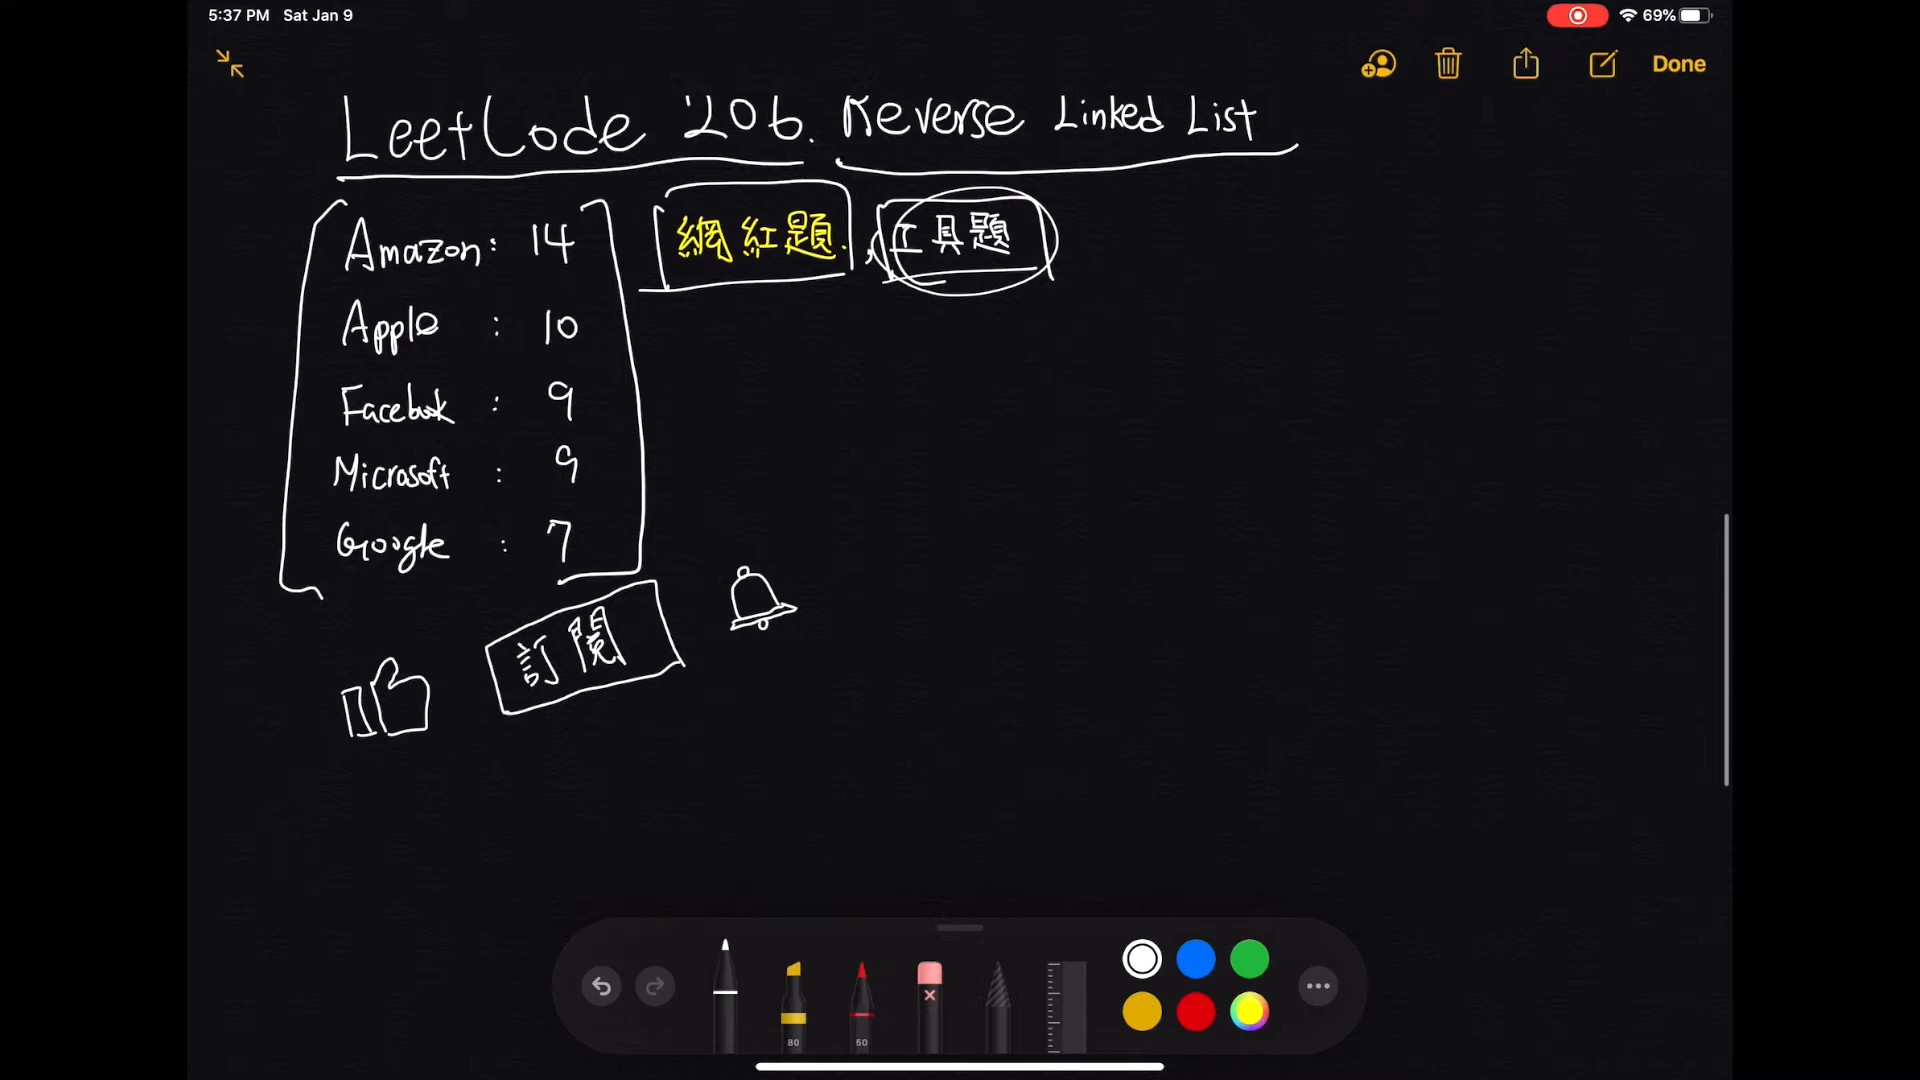 5:37 PM Sat Jan 9 69%
Done
LeetCode 206. Reverse Linked List
Amazon: 14 網紅題. , 工具題
Apple : 10
Facebook : 9
Microsoft : 9
Google : 7
訂閱
80 50